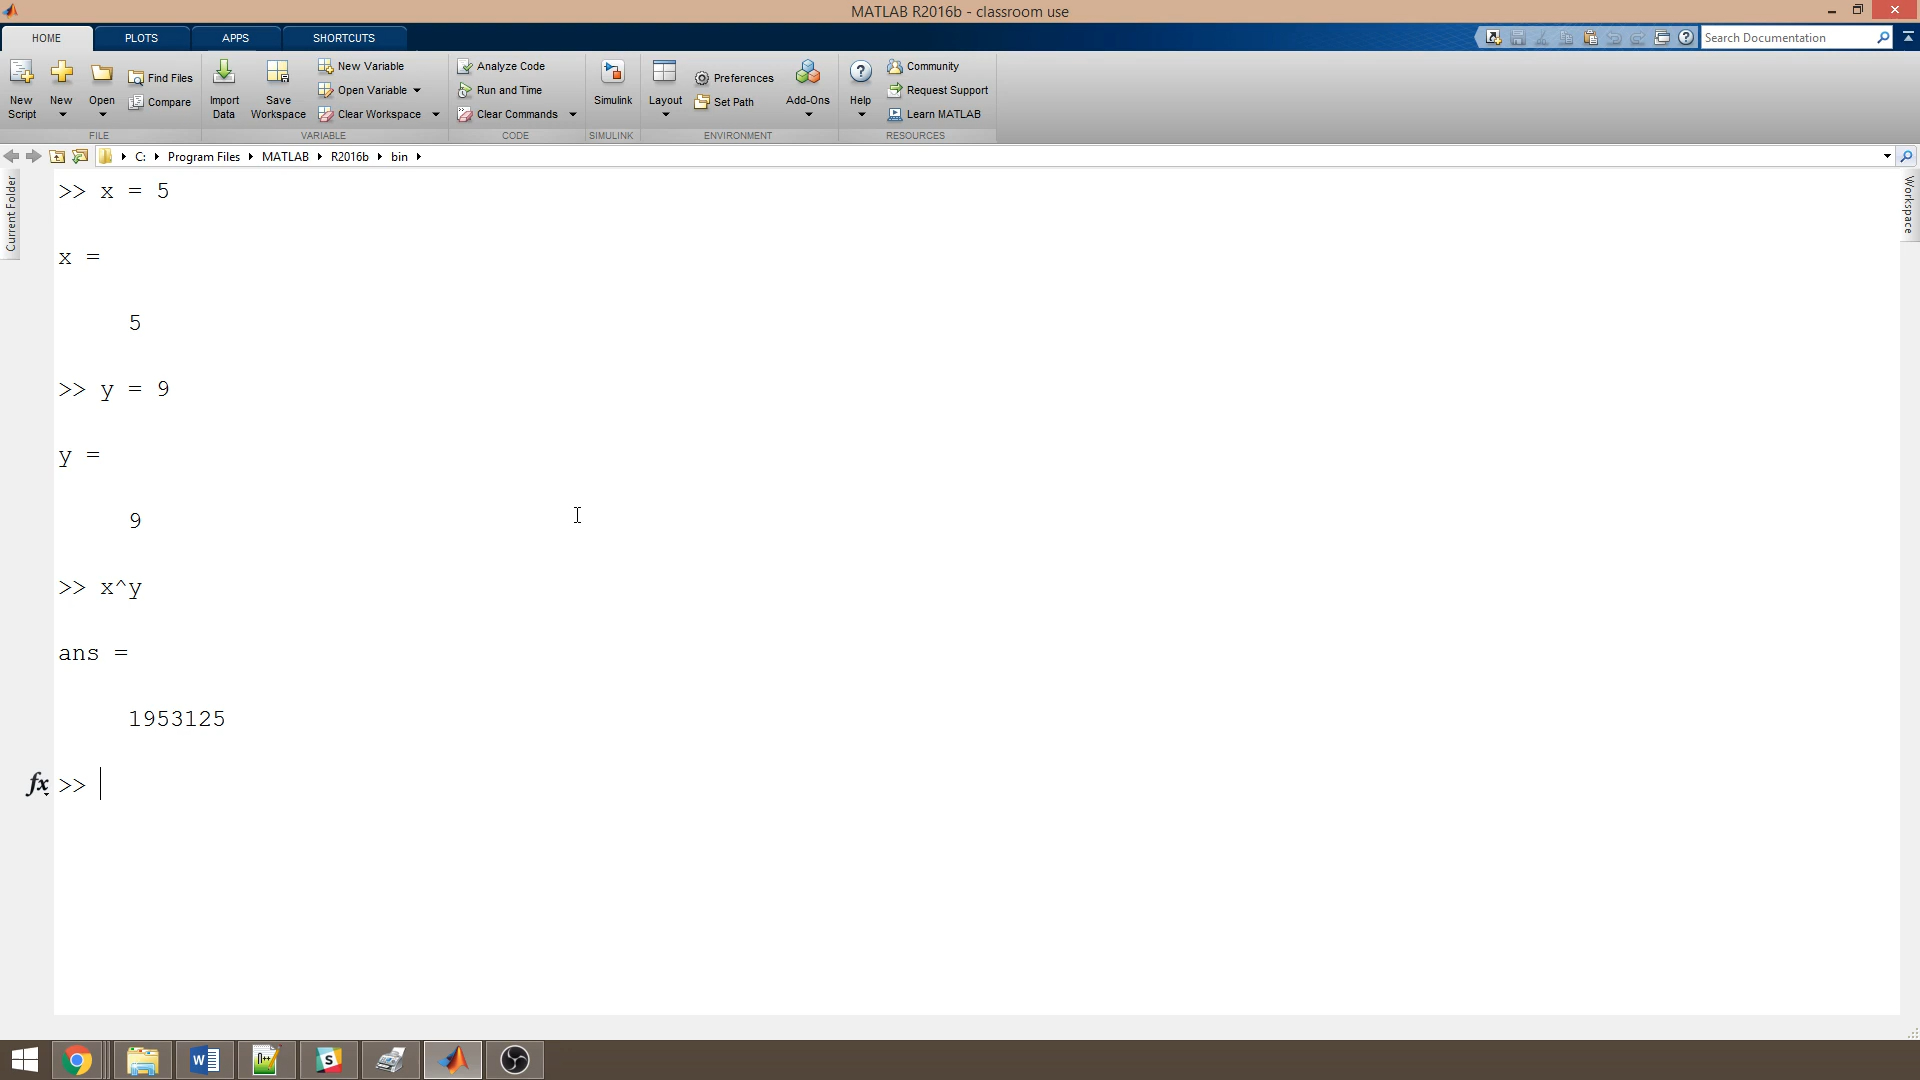 MATLAB R2016b - classroom use
HOME PLOTS APPS SHORTCUTS
Search Documentation
New Script
New
Open
Find Files
Compare
FILE
Import Data
Save Workspace
New Variable
Open Variable
Clear Workspace
VARIABLE
Analyze Code
Run and Time
Clear Commands
CODE
Simulink
SIMULINK
Layout
Preferences
Set Path
Add-Ons
ENVIRONMENT
Help
Community
Request Support
Learn MATLAB
RESOURCES
C: Program Files MATLAB R2016b bin
Current Folder
Workspace
>> x = 5
x =
5
>> y = 9
y =
9
>> x^y
ans =
1953125
fx >>